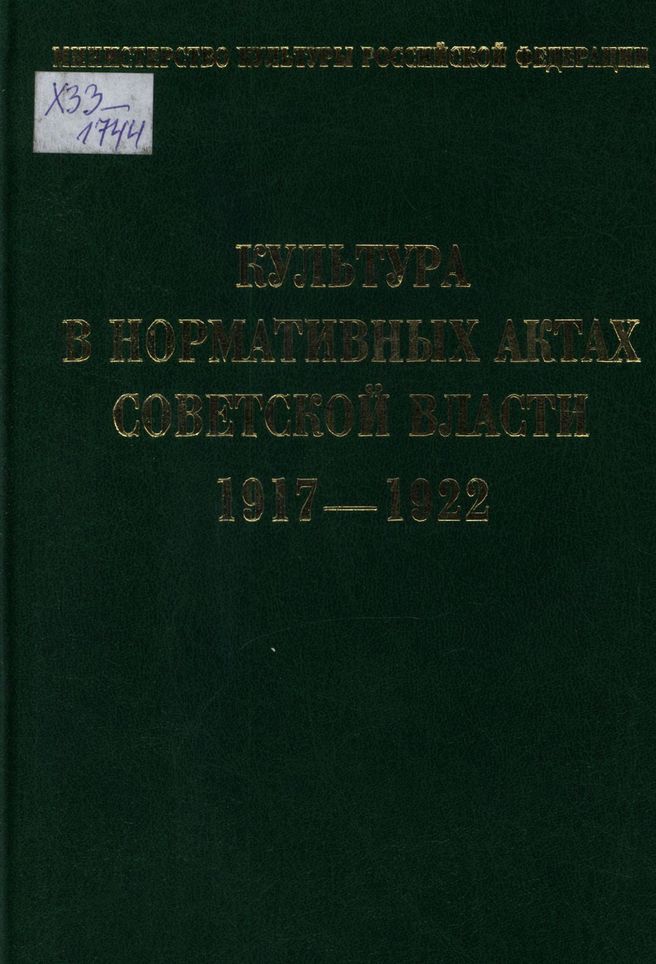 МИНИСТЕРСТВО КУЛЬТУРЫ РОССИЙСКОЙ ФЕДЕРАЦИИ
Х33—
1744
КУЛЬТУРА
В НОРМАТИВНЫХ АКТАХ
СОВЕТСКОЙ ВЛАСТИ
1917—1922